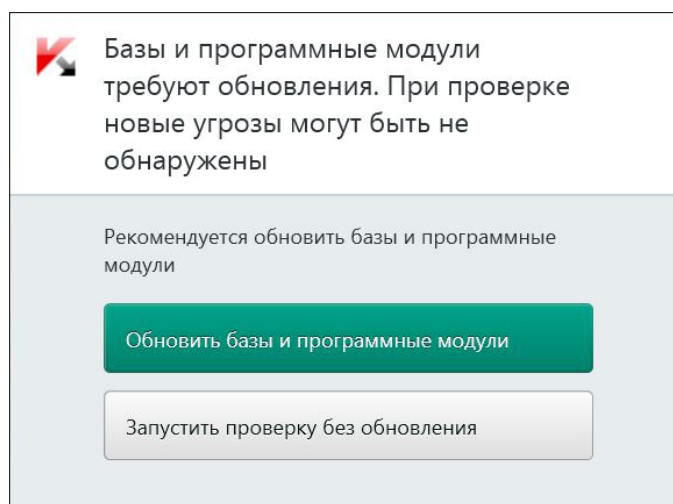 Базы и программные модули
требуют обновления. При проверке
новые угрозы могут быть не
обнаружены
Рекомендуется обновить базы и программные
модули
Обновить базы и программные модули
Запустить проверку без обновления